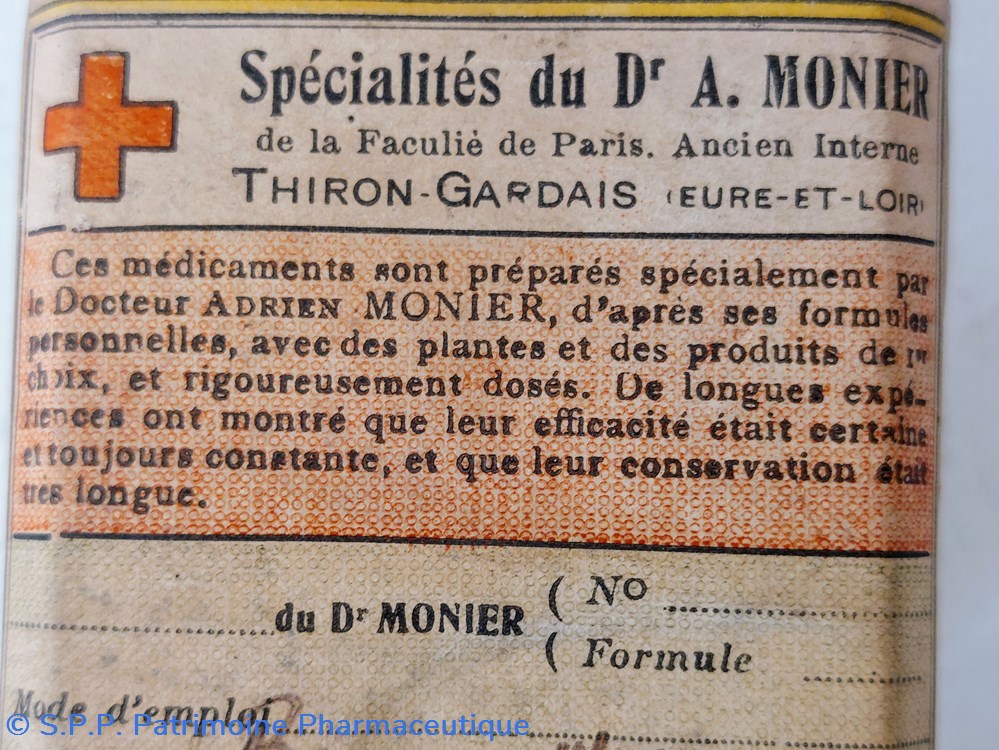 Spécialités du Dr A. MONIER
de la Faculié de Paris. Ancien Interne
THIRON-GARDAIS (EURE-ET-LOIR)
Ces médicaments sont préparés spécialement par
le Docteur ADRIEN MONIER, d'après ses formules
personnelles, avec des plantes et des produits de 1er
choix, et rigoureusement dosés. De longues expé-
riences ont montré que leur efficacité était certaine
et toujours constante, et que leur conservation était
très longue.
du Dr MONIER ( No
( Formule
Mode d'emploi
© S.P.P. Patrimoine Pharmaceutique